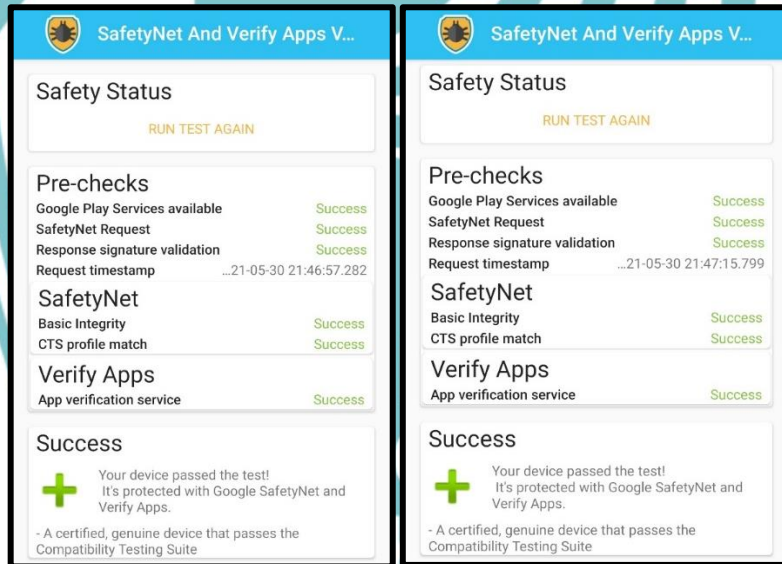 SafetyNet And Verify Apps V...
Safety Status
RUN TEST AGAIN
Pre-checks
Google Play Services available Success
SafetyNet Request Success
Response signature validation Success
Request timestamp ...21-05-30 21:46:57.282
SafetyNet
Basic Integrity Success
CTS profile match Success
Verify Apps
App verification service Success
Success
Your device passed the test!
It's protected with Google SafetyNet and
Verify Apps.
- A certified, genuine device that passes the
Compatibility Testing Suite
SafetyNet And Verify Apps V...
Safety Status
RUN TEST AGAIN
Pre-checks
Google Play Services available Success
SafetyNet Request Success
Response signature validation Success
Request timestamp ...21-05-30 21:47:15.799
SafetyNet
Basic Integrity Success
CTS profile match Success
Verify Apps
App verification service Success
Success
Your device passed the test!
It's protected with Google SafetyNet and
Verify Apps.
- A certified, genuine device that passes the
Compatibility Testing Suite